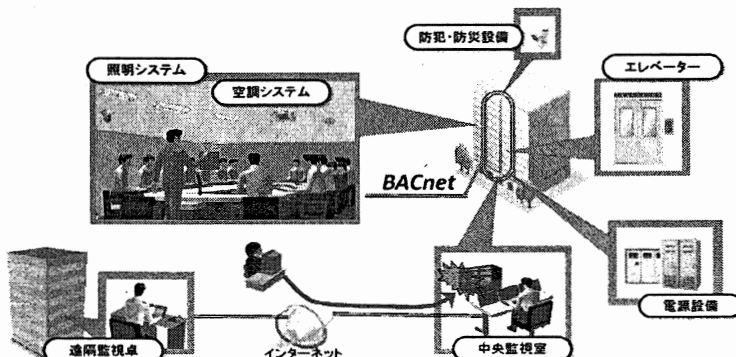 防犯・防災設備
照明システム
空調システム
エレベーター
BACnet
電源設備
遠隔監視卓
インターネット
中央監視室